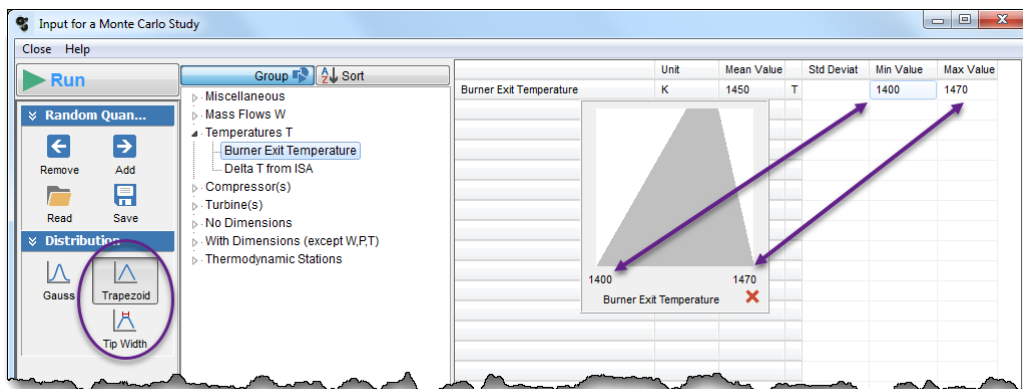 Input for a Monte Carlo Study
Close Help
Run
Random Quan...
Remove Add
Read Save
Distribution
Gauss Trapezoid
Tip Width
Group Sort
Miscellaneous
Mass Flows W
Temperatures T
Burner Exit Temperature
Delta T from ISA
Compressor(s)
Turbine(s)
No Dimensions
With Dimensions (except W,P,T)
Thermodynamic Stations
Unit Mean Value Std Deviat Min Value Max Value
Burner Exit Temperature K 1450 T 1400 1470
1400 1470
Burner Exit Temperature